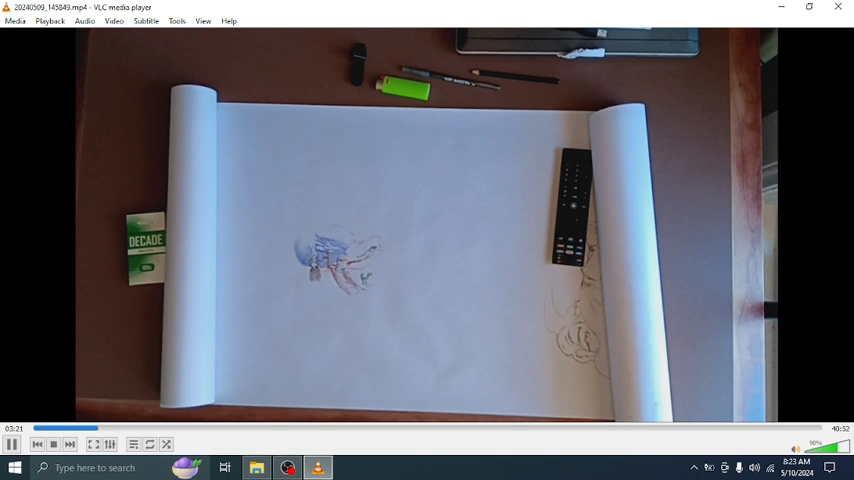 20240509_145849.mp4 - VLC media player
Media Playback Audio Video Subtitle Tools View Help
DECADE
100s
03:21
40:52
90%
Type here to search
8:23 AM
5/10/2024